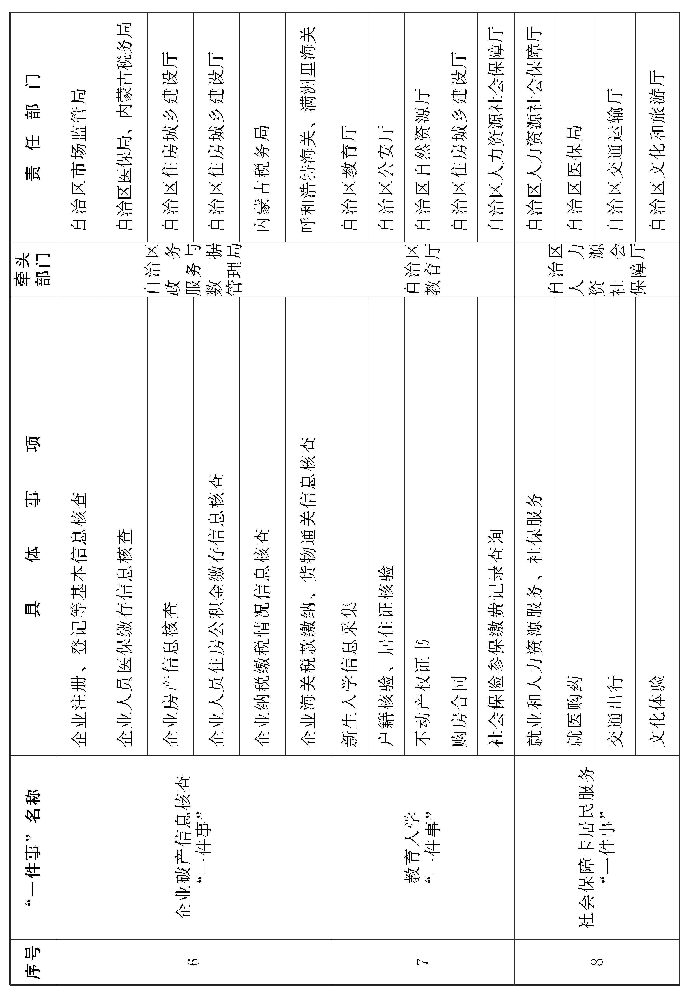 序号
“一件事”名称
具体事项
牵头
部门
责任部门
6
企业破产信息核查
“一件事”
企业注册、登记等基本信息核查
自治区
政务
服务与
数据
管理局
自治区市场监管局
企业人员医保缴存信息核查
自治区医保局、内蒙古税务局
企业房产信息核查
自治区住房城乡建设厅
企业人员住房公积金缴存信息核查
自治区住房城乡建设厅
企业纳税缴税情况信息核查
内蒙古税务局
企业海关税款缴纳、货物通关信息核查
呼和浩特海关、满洲里海关
7
教育入学
“一件事”
新生入学信息采集
自治区
教育厅
自治区教育厅
户籍核验、居住证核验
自治区公安厅
不动产权证书
自治区自然资源厅
购房合同
自治区住房城乡建设厅
社会保险参保缴费记录查询
自治区人力资源社会保障厅
8
社会保障卡居民服务
“一件事”
就业和人力资源服务、社保服务
自治区
人力
资源
社会
保障厅
自治区人力资源社会保障厅
就医购药
自治区医保局
交通出行
自治区交通运输厅
文化体验
自治区文化和旅游厅